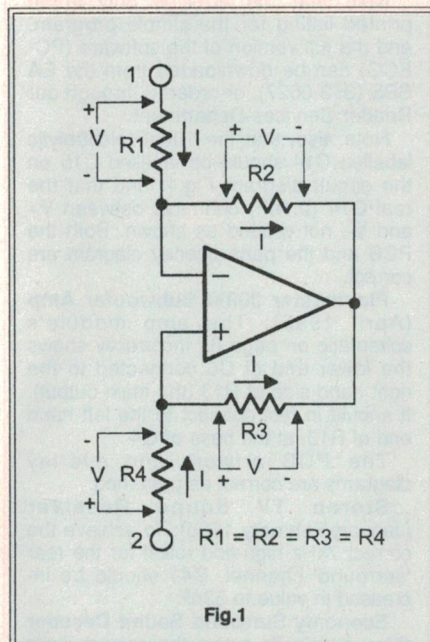 1
+
V R1 I + V -
- R2
I
-
+
I
- R3
V R4 I + V -
+
2 R1 = R2 = R3 = R4
Fig.1